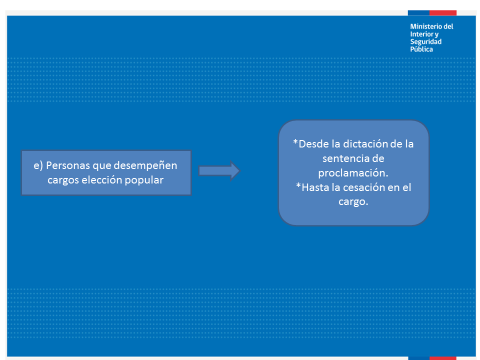 Ministerio del
Interior y
Seguridad
Pública
e) Personas que desempeñen
cargos elección popular
*Desde la dictación de la
sentencia de
proclamación.
*Hasta la cesación en el
cargo.